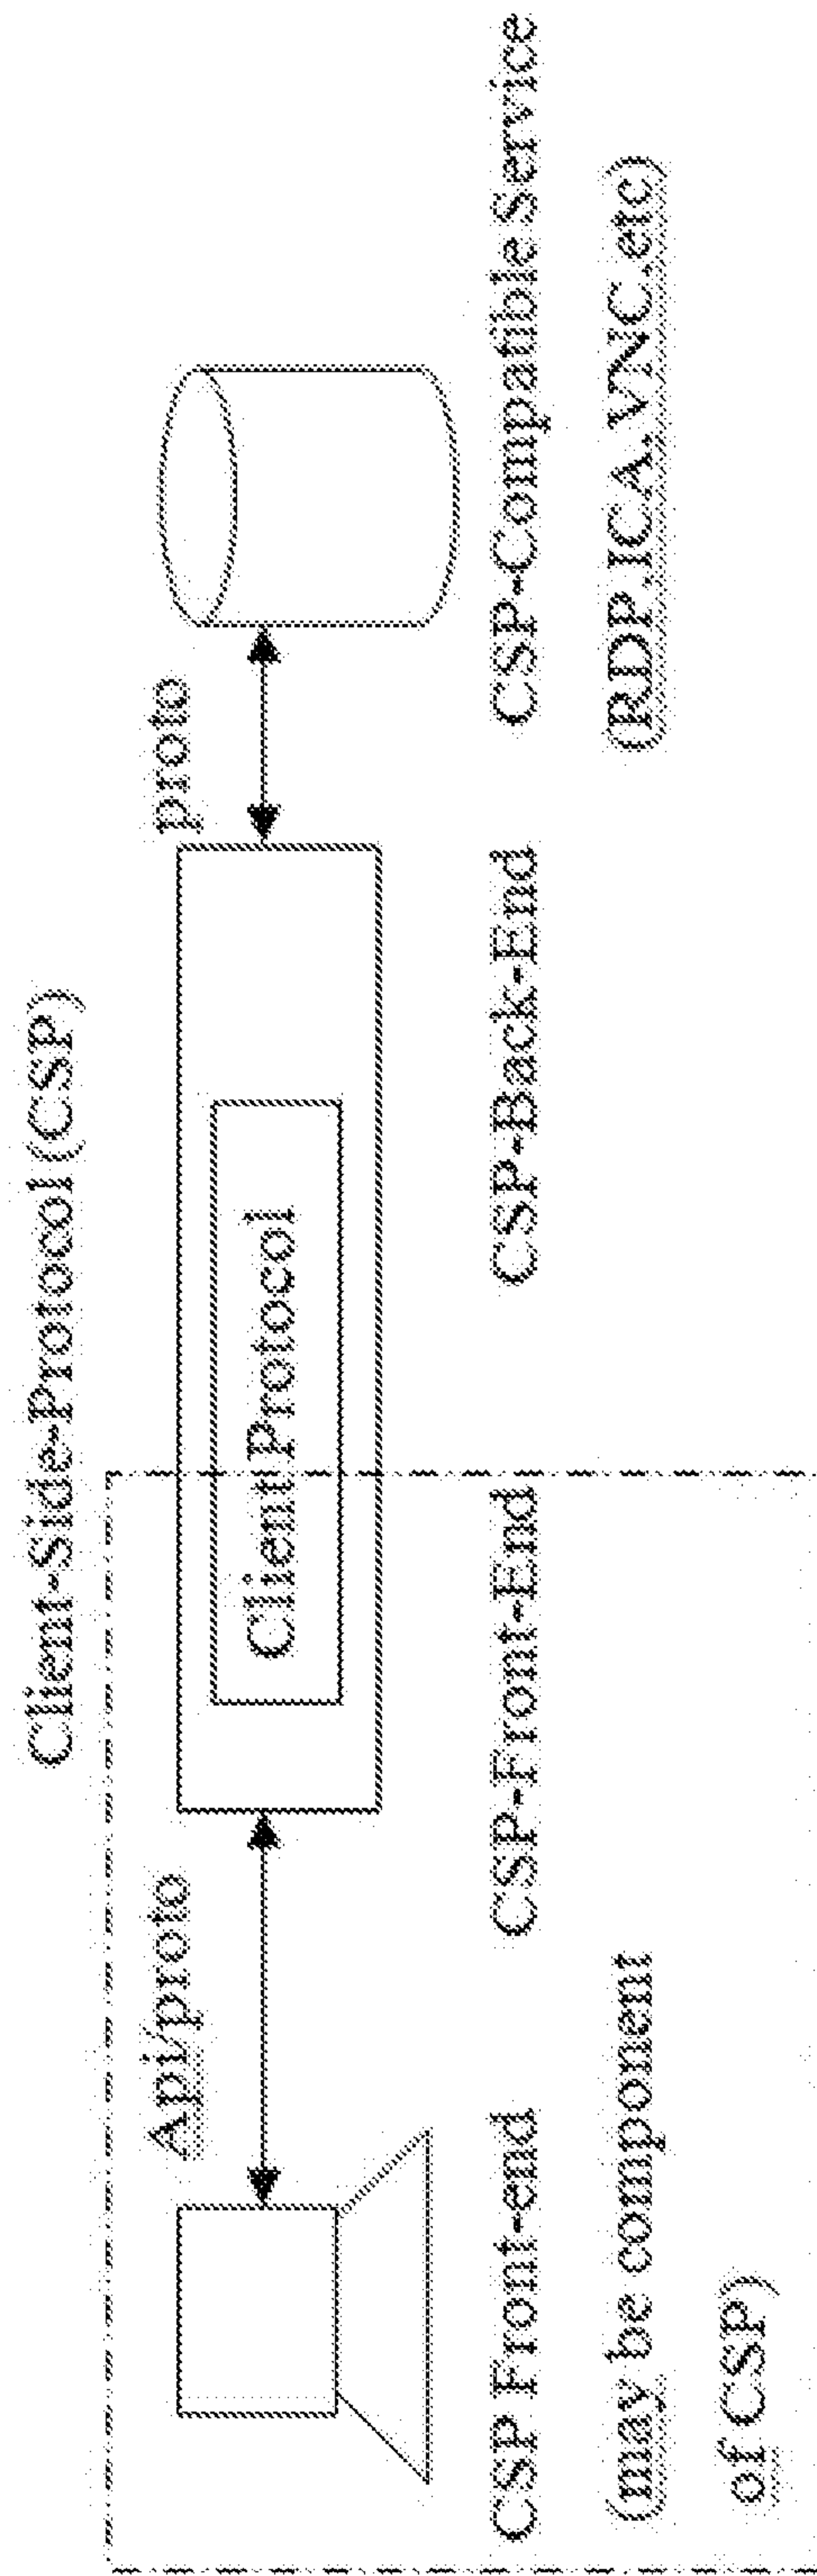 Client-Side-Protocol (CSP)
Api/proto
proto
Client Protocol
CSP Front-end
(may be component
of CSP)
CSP-Front-End
CSP-Back-End
CSP-Compatible Service
(RDP,ICA,VNC,etc)